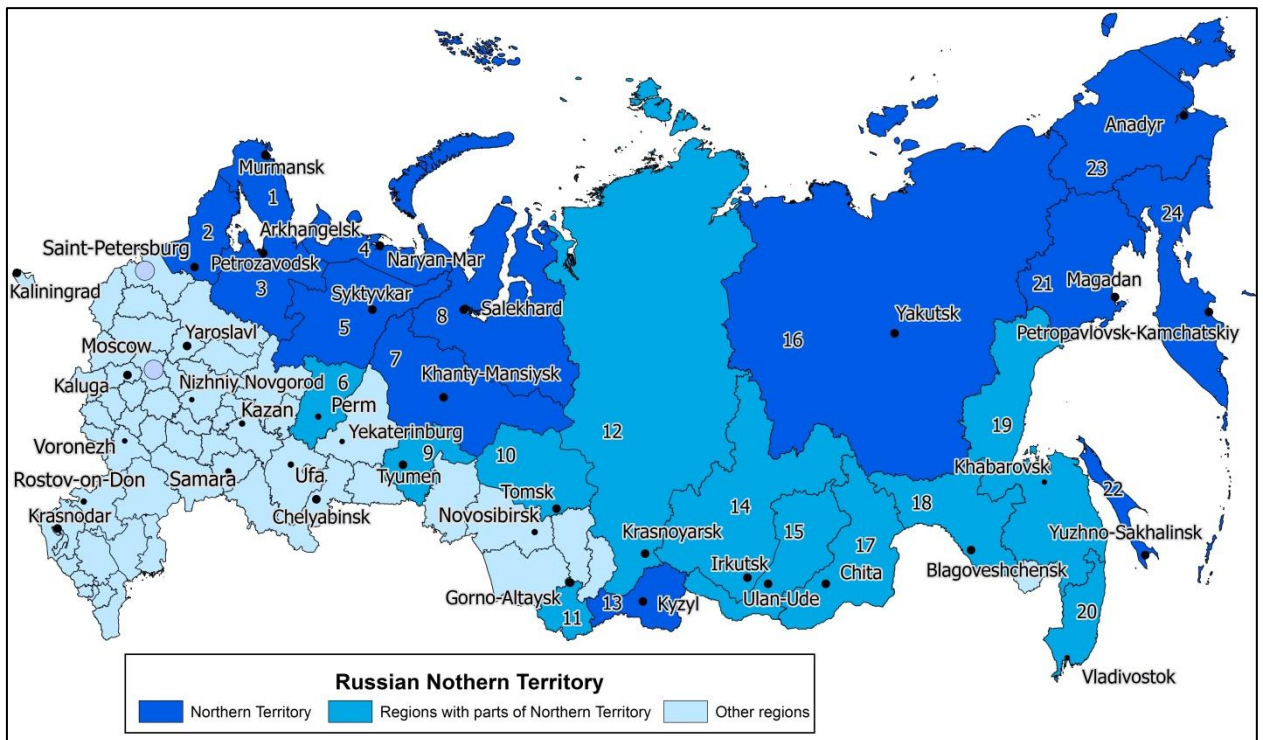 Anadyr
23
Murmansk
1
24
2
Arkhangelsk
4
Saint-Petersburg
Petrozavodsk
Naryan-Mar
Kaliningrad
3
Syktyvkar
8
Salekhard
21
Magadan
5
Yakutsk
Petropavlovsk-Kamchatskiy
Yaroslavl
16
Moscow
7
Khanty-Mansiysk
Kaluga
Nizhniy Novgorod
6
Kazan
Perm
12
19
Voronezh
Yekaterinburg
9
10
Khabarovsk
Rostov-on-Don
Samara
Ufa
Tyumen
22
Krasnodar
Chelyabinsk
Novosibirsk
Tomsk
14
18
Krasnoyarsk
15
17
Yuzhno-Sakhalinsk
Irkutsk
Chita
Blagoveshchensk
Gorno-Altaysk
13
Kyzyl
Ulan-Ude
11
20
Vladivostok
Russian Nothern Territory
Northern Territory
Regions with parts of Northern Territory
Other regions